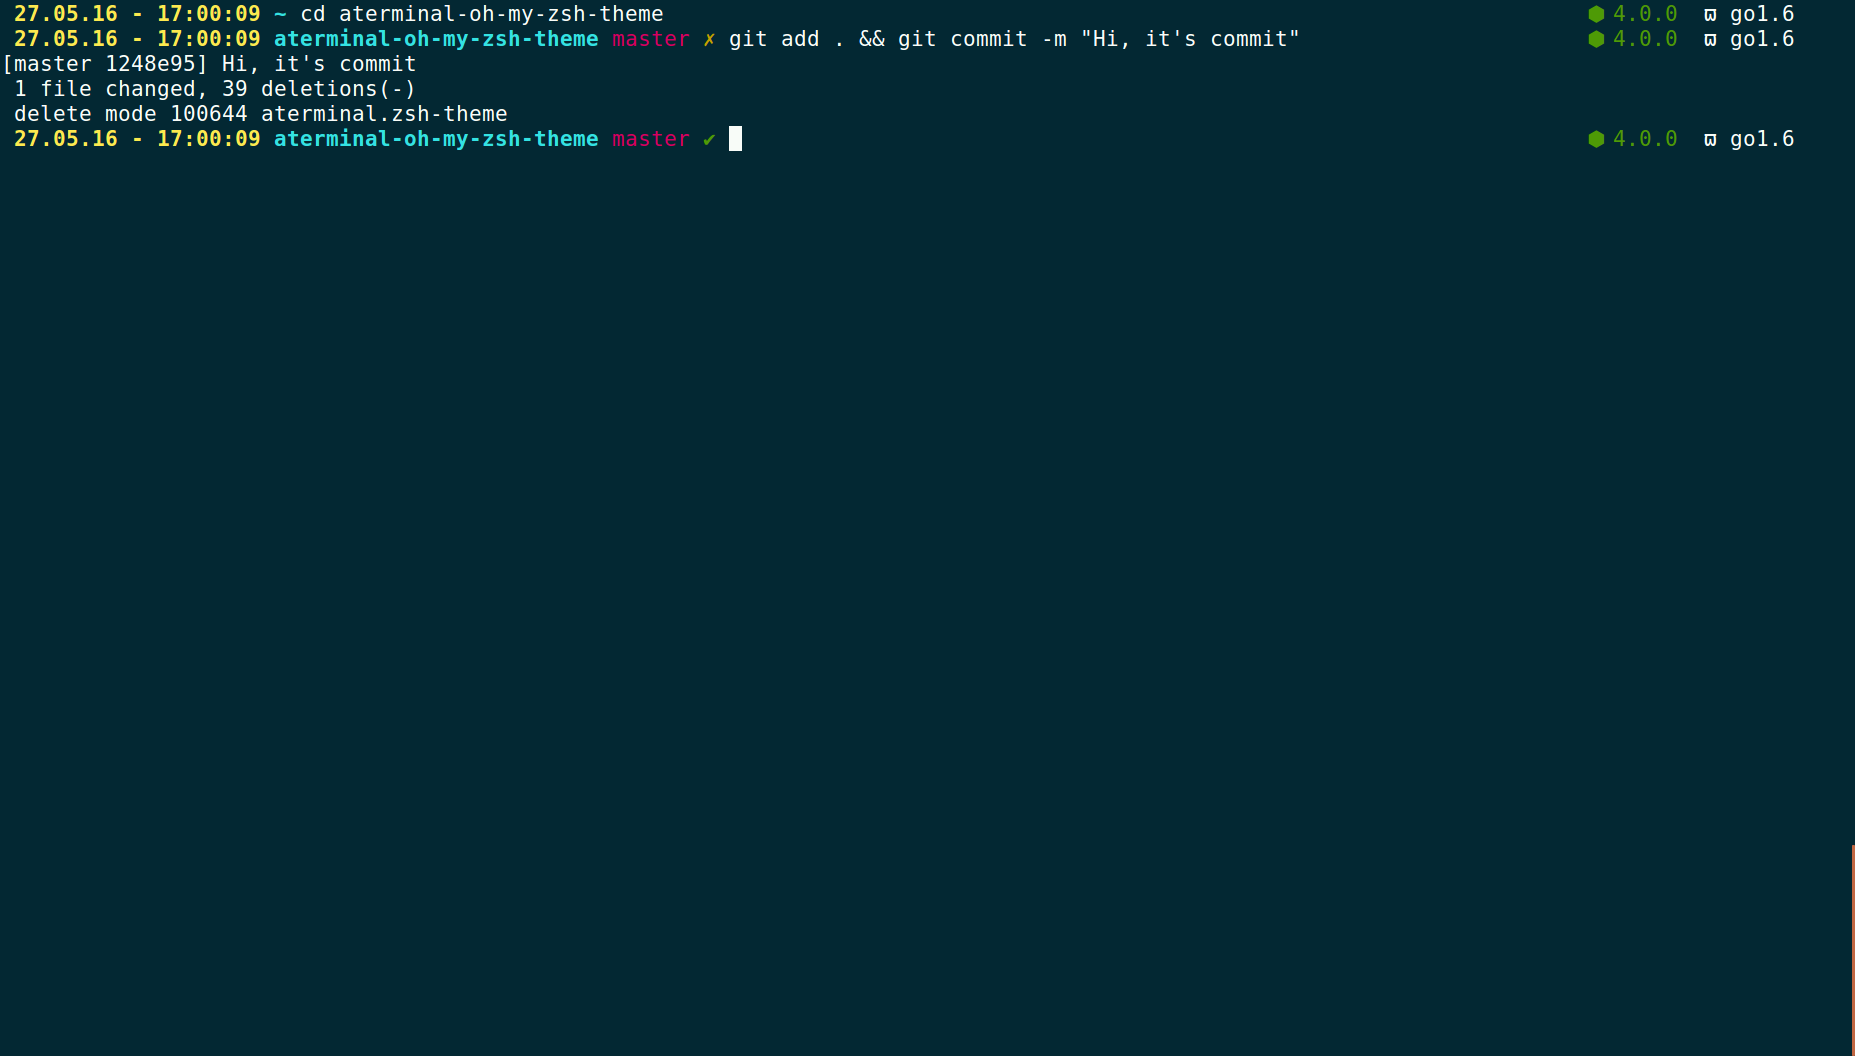 27.05.16 - 17:00:09 ~ cd aterminal-oh-my-zsh-theme ⬢ 4.0.0 ϖ go1.6
27.05.16 - 17:00:09 aterminal-oh-my-zsh-theme master ✗ git add . && git commit -m "Hi, it's commit" ⬢ 4.0.0 ϖ go1.6
[master 1248e95] Hi, it's commit
1 file changed, 39 deletions(-)
delete mode 100644 aterminal.zsh-theme
27.05.16 - 17:00:09 aterminal-oh-my-zsh-theme master ✔ ⬢ 4.0.0 ϖ go1.6